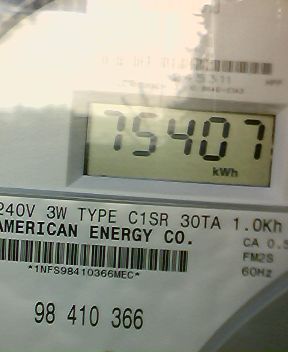 75407
kWh
240V 3W TYPE C1SR 30TA 1.0Kh
AMERICAN ENERGY CO.
CA 0.5
FM2S
*1NFS98410366MEC*
60Hz
98 410 366